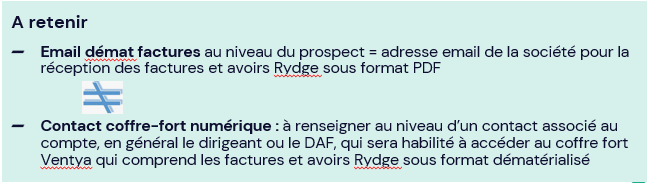 A retenir
– Email démat factures au niveau du prospect = adresse email de la société pour la
réception des factures et avoirs Rydge sous format PDF
– Contact coffre-fort numérique : à renseigner au niveau d’un contact associé au
compte, en général le dirigeant ou le DAF, qui sera habilité à accéder au coffre fort
Ventya qui comprend les factures et avoirs Rydge sous format dématérialisé